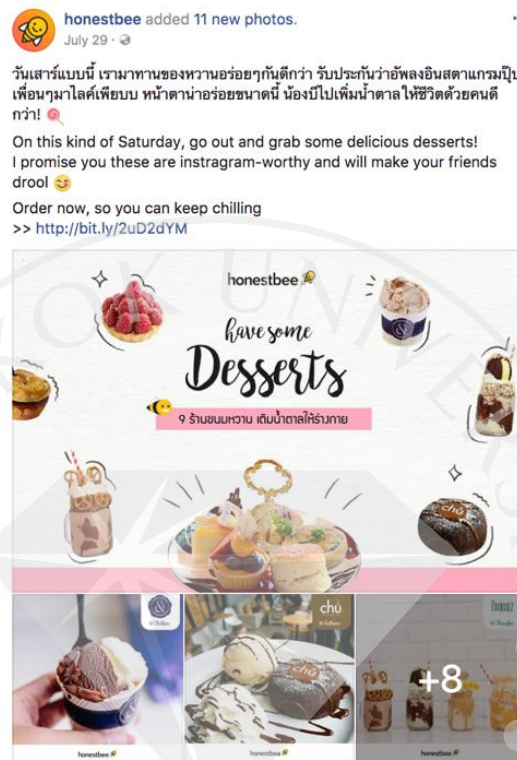 honestbee added 11 new photos.
July 29
วันเสาร์แบบนี้ เรามาทานของหวานอร่อยๆกันดีกว่า รับประกันว่าอัพลงอินสตาแกรมปุ๊บ
เพื่อนๆมาไลค์เพียบบ หน้าตาน่าอร่อยขนาดนี้ น้องบีไปเพิ่มน้ำตาลให้ชีวิตด้วยคนดี
กว่า!
On this kind of Saturday, go out and grab some delicious desserts!
I promise you these are instragram-worthy and will make your friends
drool
Order now, so you can keep chilling
>> http://bit.ly/2uD2dYM
honestbee
have some
Desserts
9 ร้านขนมหวาน เติมน้ำตาลให้ร่างกาย
&
chú
&
chú
chú
+8
honestbee
honestbee
honestbee